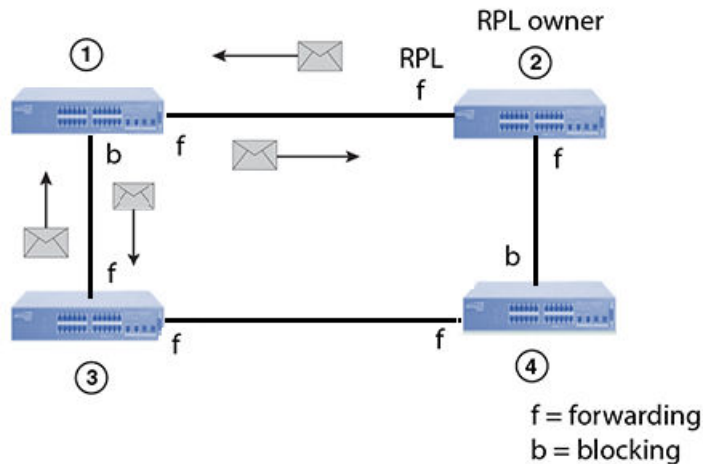 RPL owner
1
RPL
2
f
b
f
f
b
f
f
f
3
4
f = forwarding
b = blocking